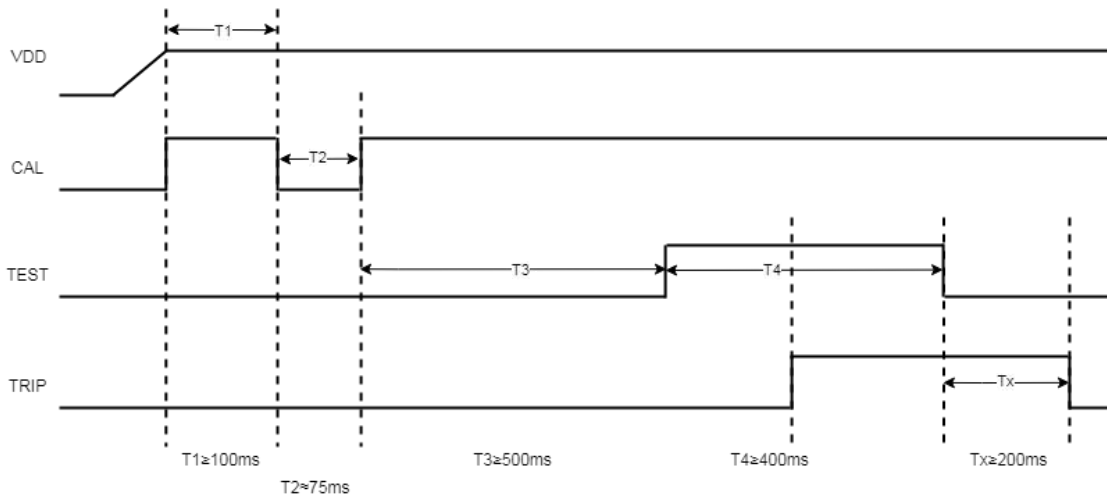 T1
VDD
T2
CAL
T3
T4
TEST
TRIP
Tx
T1≥100ms
T3≥500ms
T4≥400ms
Tx≥200ms
T2≈75ms